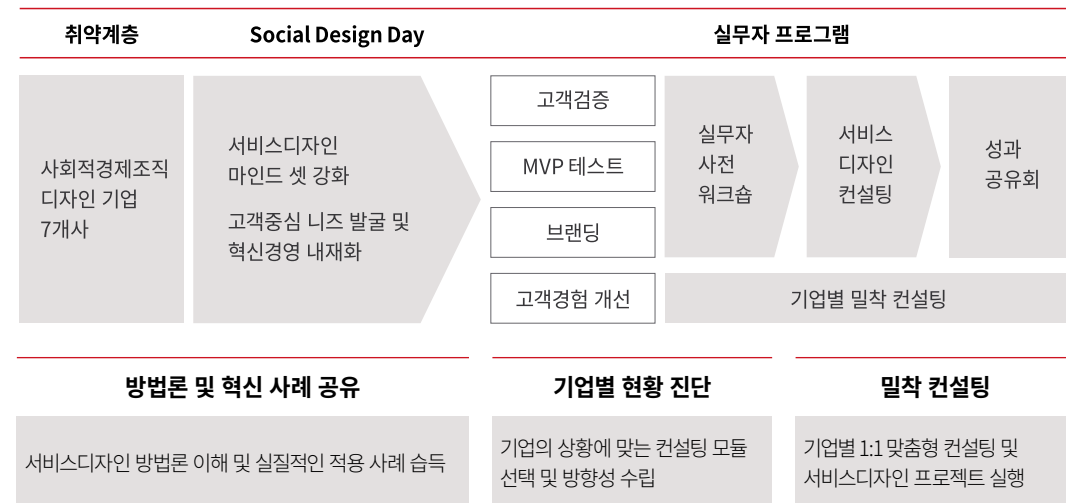 취약계층
Social Design Day
실무자 프로그램
사회적경제조직
디자인 기업
7개사
서비스디자인
마인드 셋 강화
고객중심 니즈 발굴 및
혁신경영 내재화
고객검증
MVP 테스트
브랜딩
고객경험 개선
실무자
사전
워크숍
서비스
디자인
컨설팅
성과
공유회
기업별 밀착 컨설팅
방법론 및 혁신 사례 공유
서비스디자인 방법론 이해 및 실질적인 적용 사례 습득
기업별 현황 진단
기업의 상황에 맞는 컨설팅 모듈
선택 및 방향성 수립
밀착 컨설팅
기업별 1:1 맞춤형 컨설팅 및
서비스디자인 프로젝트 실행